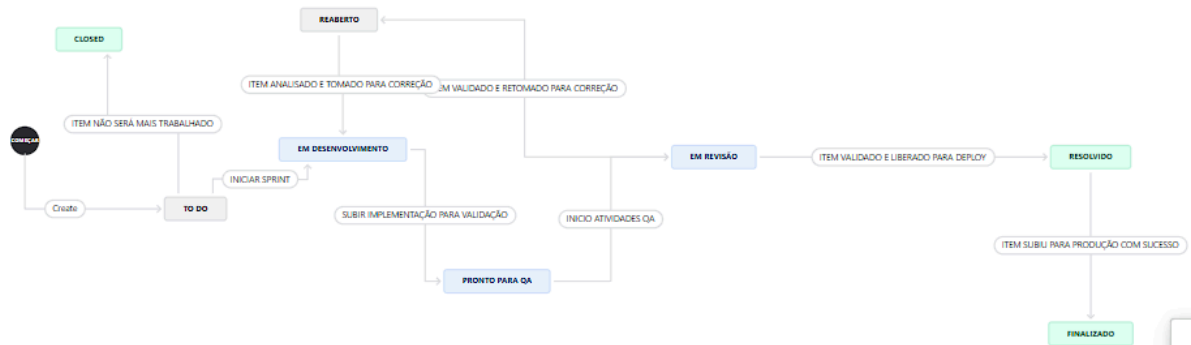 REABERTO
CLOSED
ITEM ANALISADO E TOMADO PARA CORREÇÃO
EM VALIDADO E RETOMADO PARA CORREÇÃO
ITEM NÃO SERÁ MAIS TRABALHADO
COMEÇAR
EM DESENVOLVIMENTO
EM REVISÃO
ITEM VALIDADO E LIBERADO PARA DEPLOY
RESOLVIDO
INICIAR SPRINT
Create
TO DO
SUBIR IMPLEMENTAÇÃO PARA VALIDAÇÃO
INICIO ATIVIDADES QA
ITEM SUBIU PARA PRODUÇÃO COM SUCESSO
PRONTO PARA QA
FINALIZADO